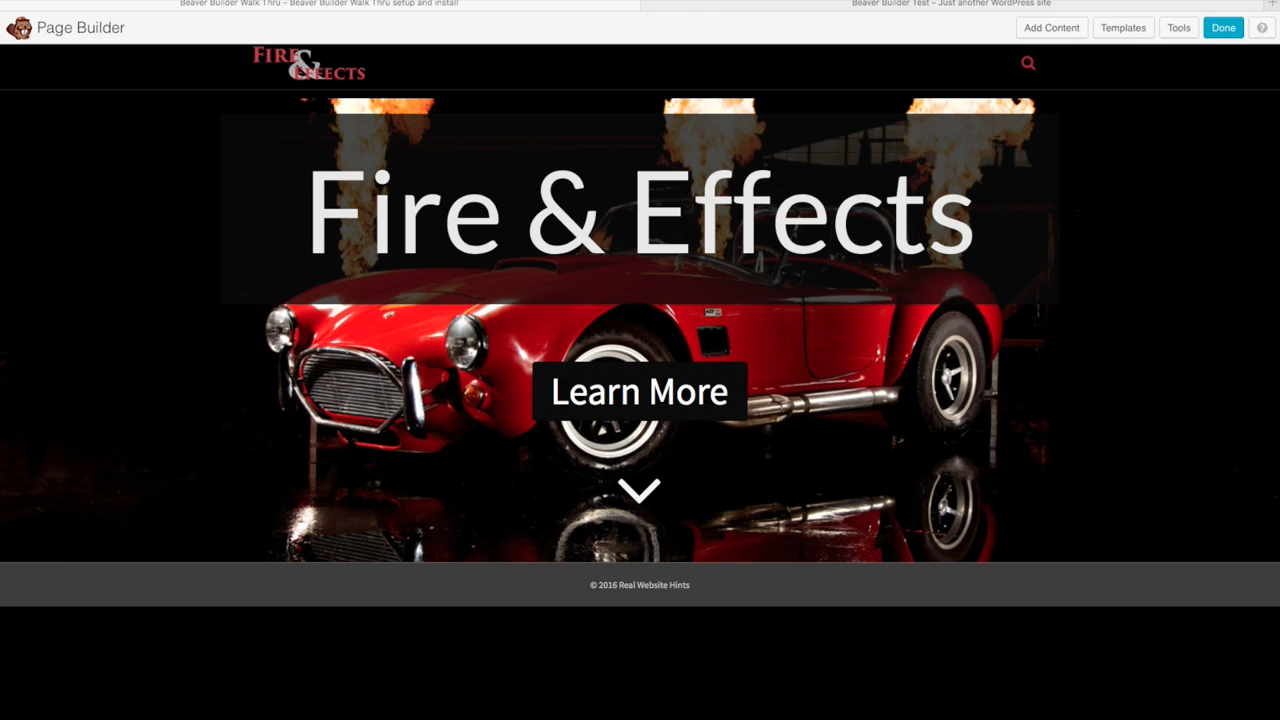 Beaver Builder Walk Thru – Beaver Builder Walk Thru setup and install
Beaver Builder Test – Just another WordPress site
Page Builder
Add Content
Templates
Tools
Done
?
FIRE
&
EFFECTS
Fire & Effects
Learn More
© 2016 Real Website Hints